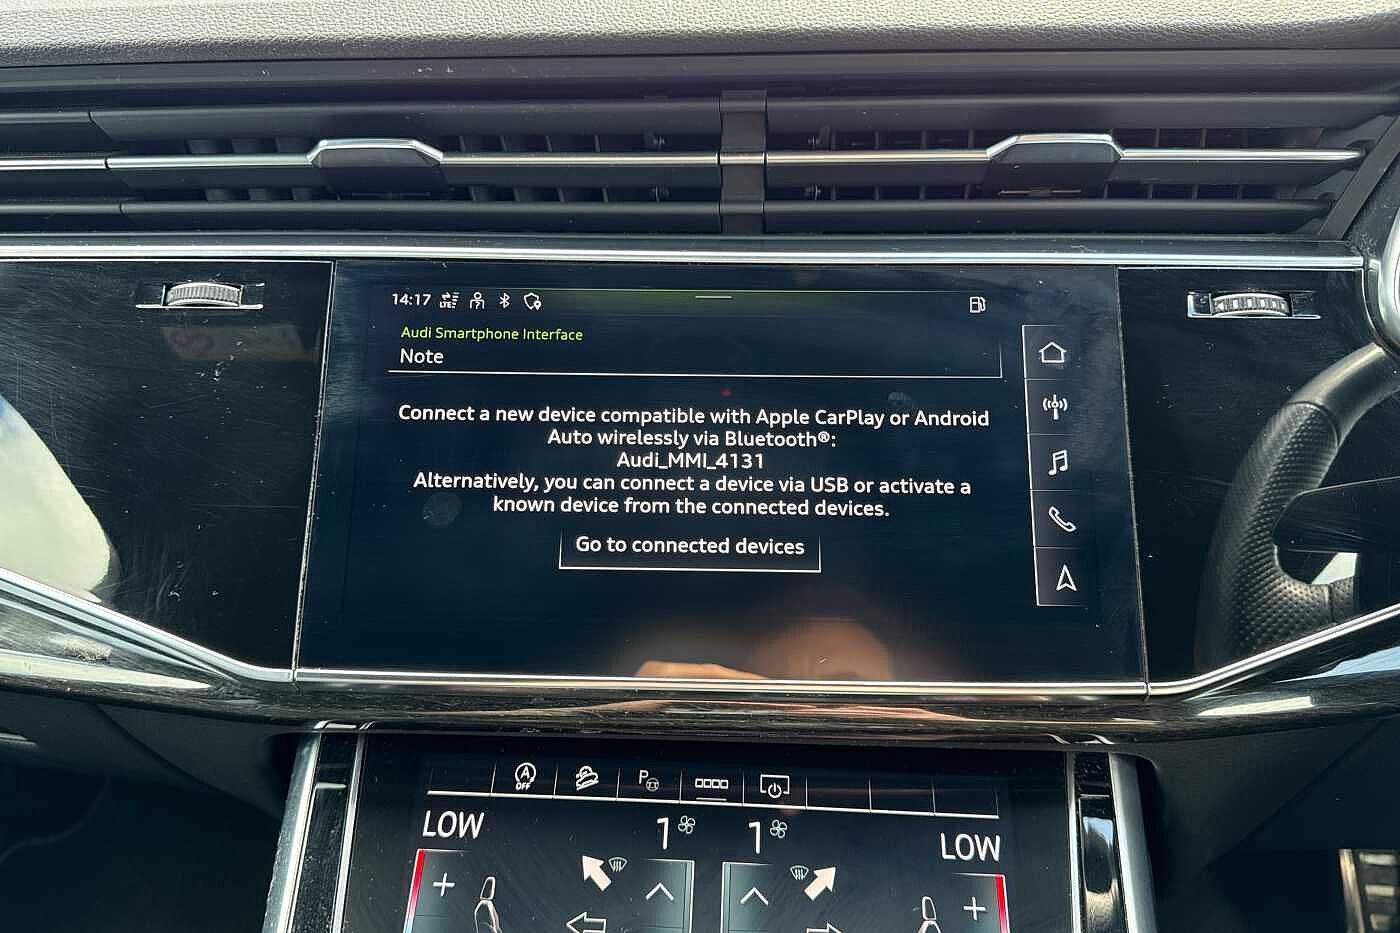 14:17 LTE
Audi Smartphone Interface
Note
Connect a new device compatible with Apple CarPlay or Android
Auto wirelessly via Bluetooth®:
Audi_MMI_4131
Alternatively, you can connect a device via USB or activate a
known device from the connected devices.
Go to connected devices
A OFF P
LOW 1 1 LOW
+ +